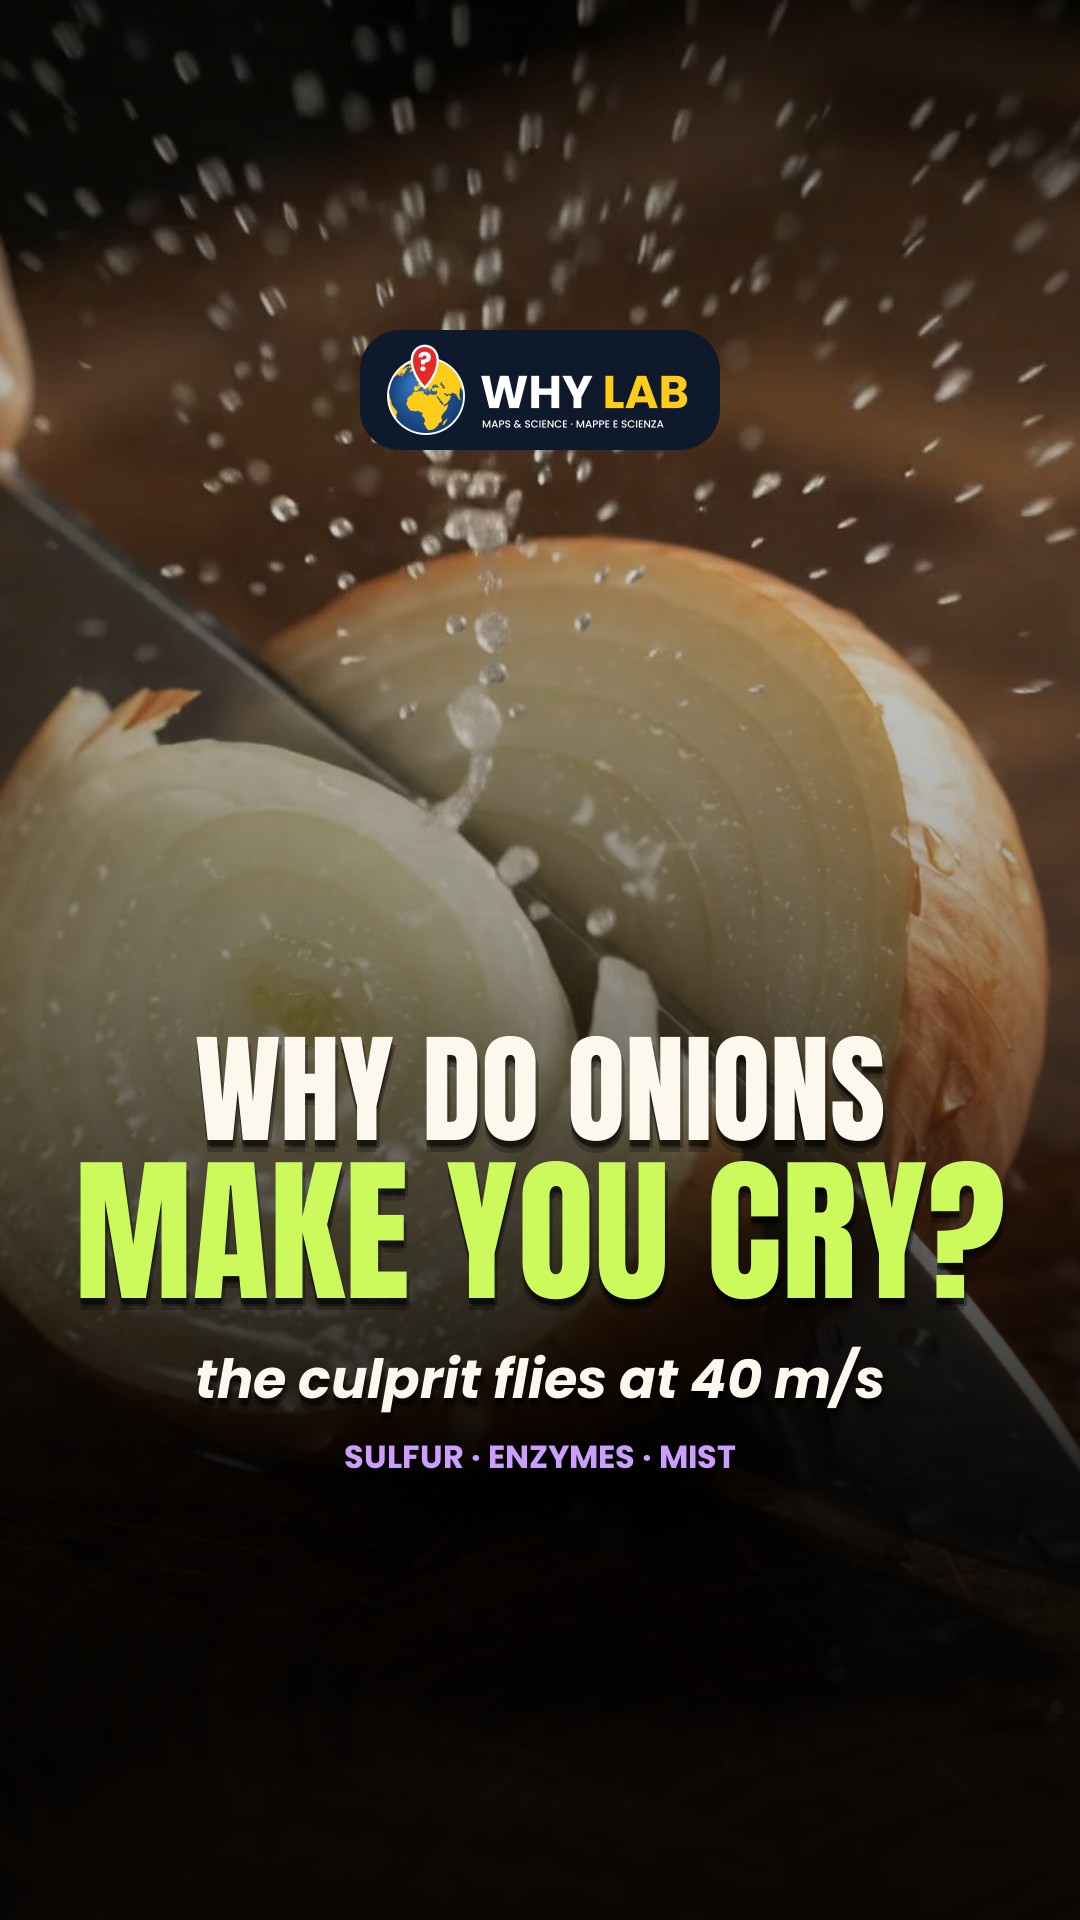 ?
WHY LAB
MAPS & SCIENCE · MAPPE E SCIENZA
WHY DO ONIONS
MAKE YOU CRY?
the culprit flies at 40 m/s
SULFUR · ENZYMES · MIST